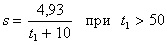 s = 4,93 / (t₁ + 10) при t₁ > 50